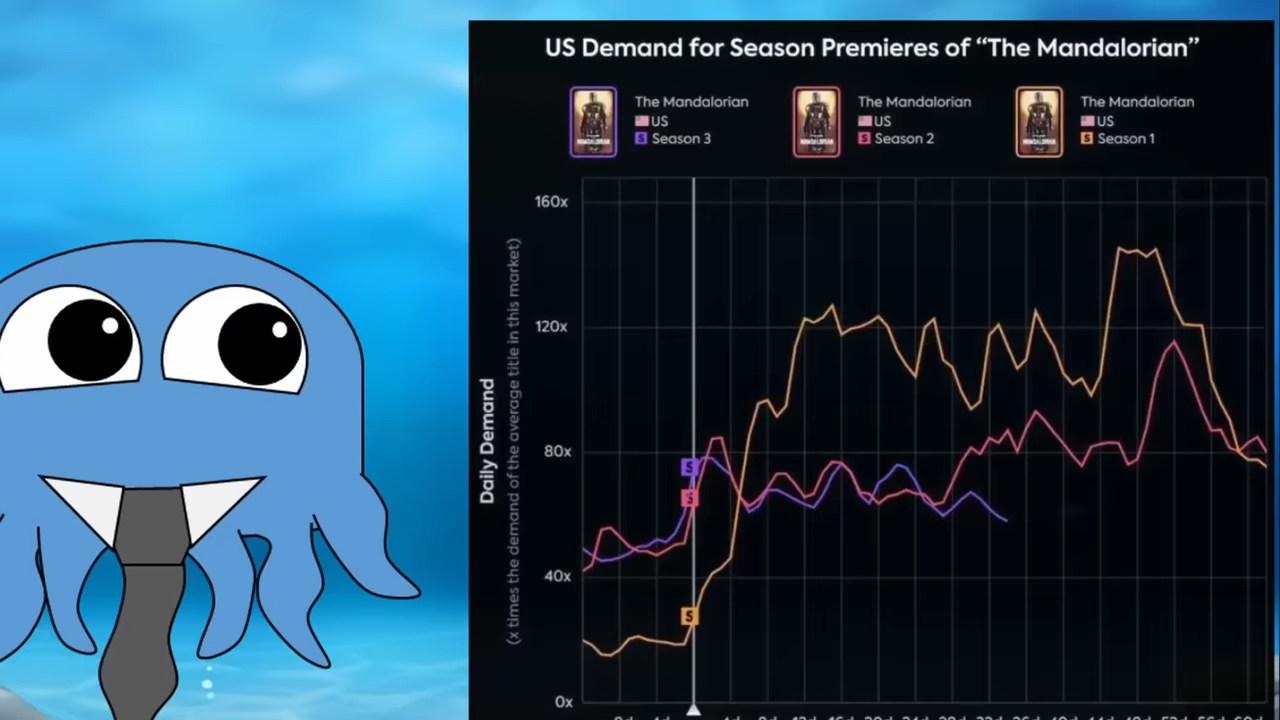 US Demand for Season Premieres of “The Mandalorian”
The Mandalorian
US
S Season 3
The Mandalorian
US
S Season 2
The Mandalorian
US
S Season 1
Daily Demand
(x times the demand of the average title in this market)
160x
120x
80x
40x
0x
S
S
S